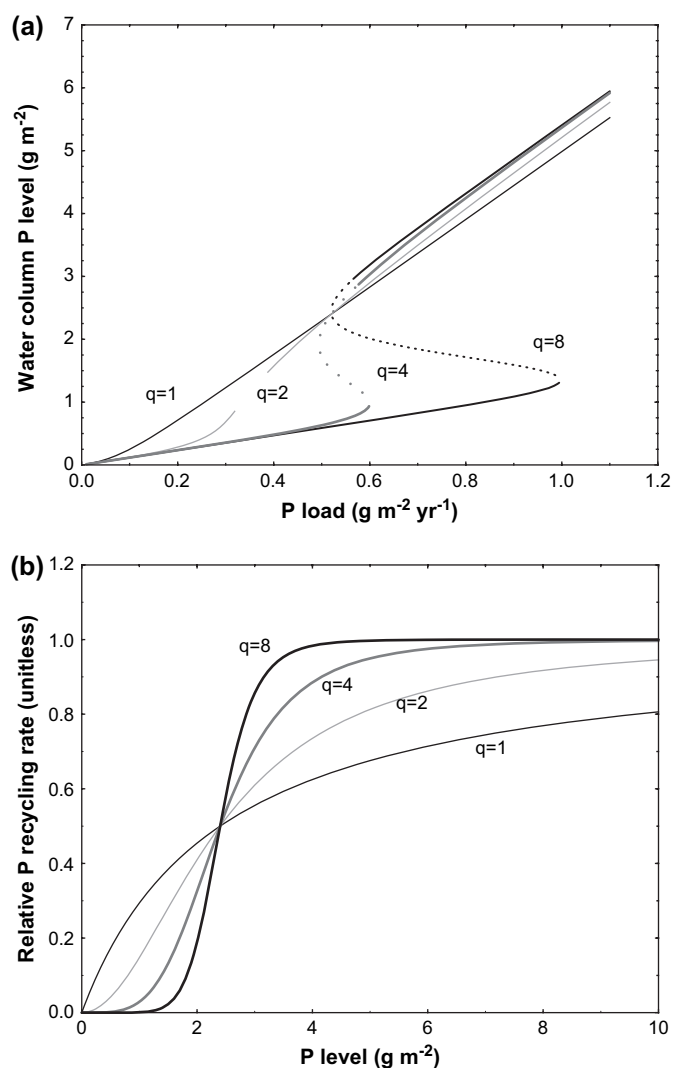 (a)
7
6
5
4
3
2
1
0
Water column P level (g m⁻²)
q=1
q=2
q=4
q=8
0.0 0.2 0.4 0.6 0.8 1.0 1.2
P load (g m⁻² yr⁻¹)
(b)
1.2
1.0
0.8
0.6
0.4
0.2
0.0
Relative P recycling rate (unitless)
q=8
q=4
q=2
q=1
0 2 4 6 8 10
P level (g m⁻²)